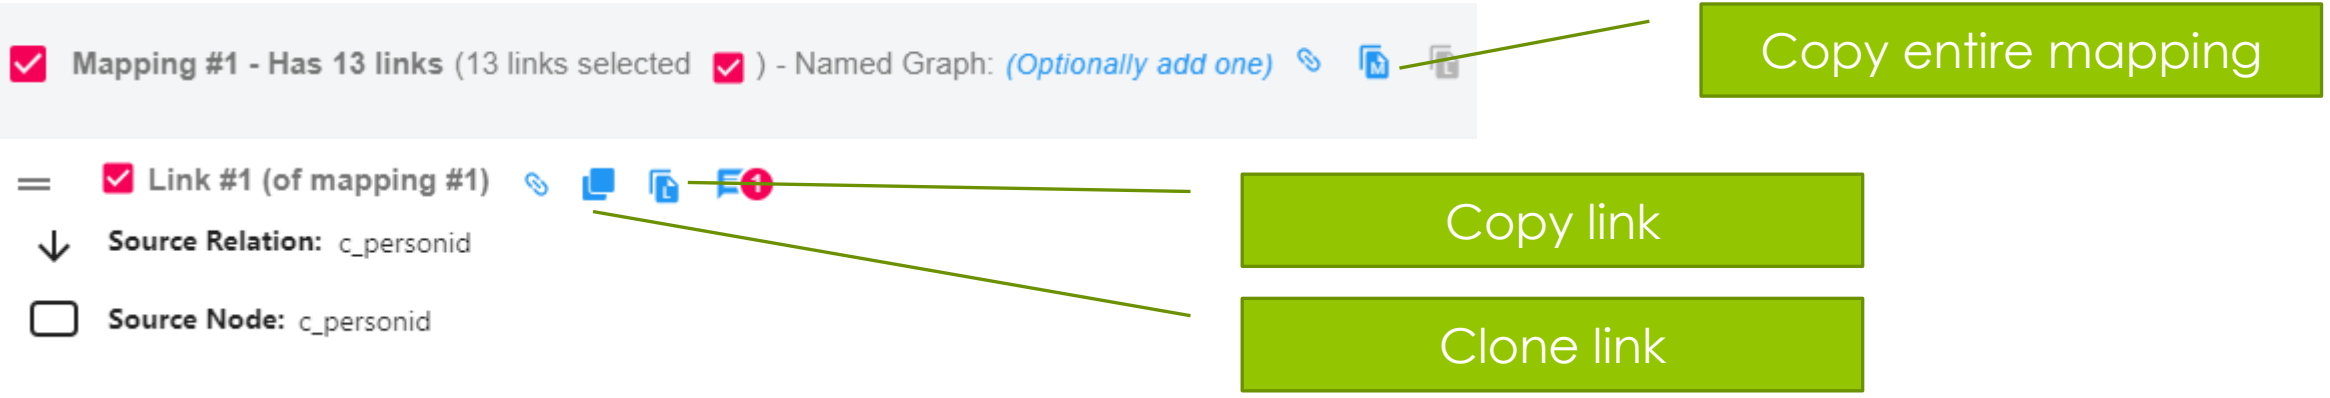 Mapping #1 - Has 13 links (13 links selected ) - Named Graph: (Optionally add one) M L
Copy entire mapping
Link #1 (of mapping #1) L 1
Copy link
Source Relation: c_personid
Source Node: c_personid
Clone link